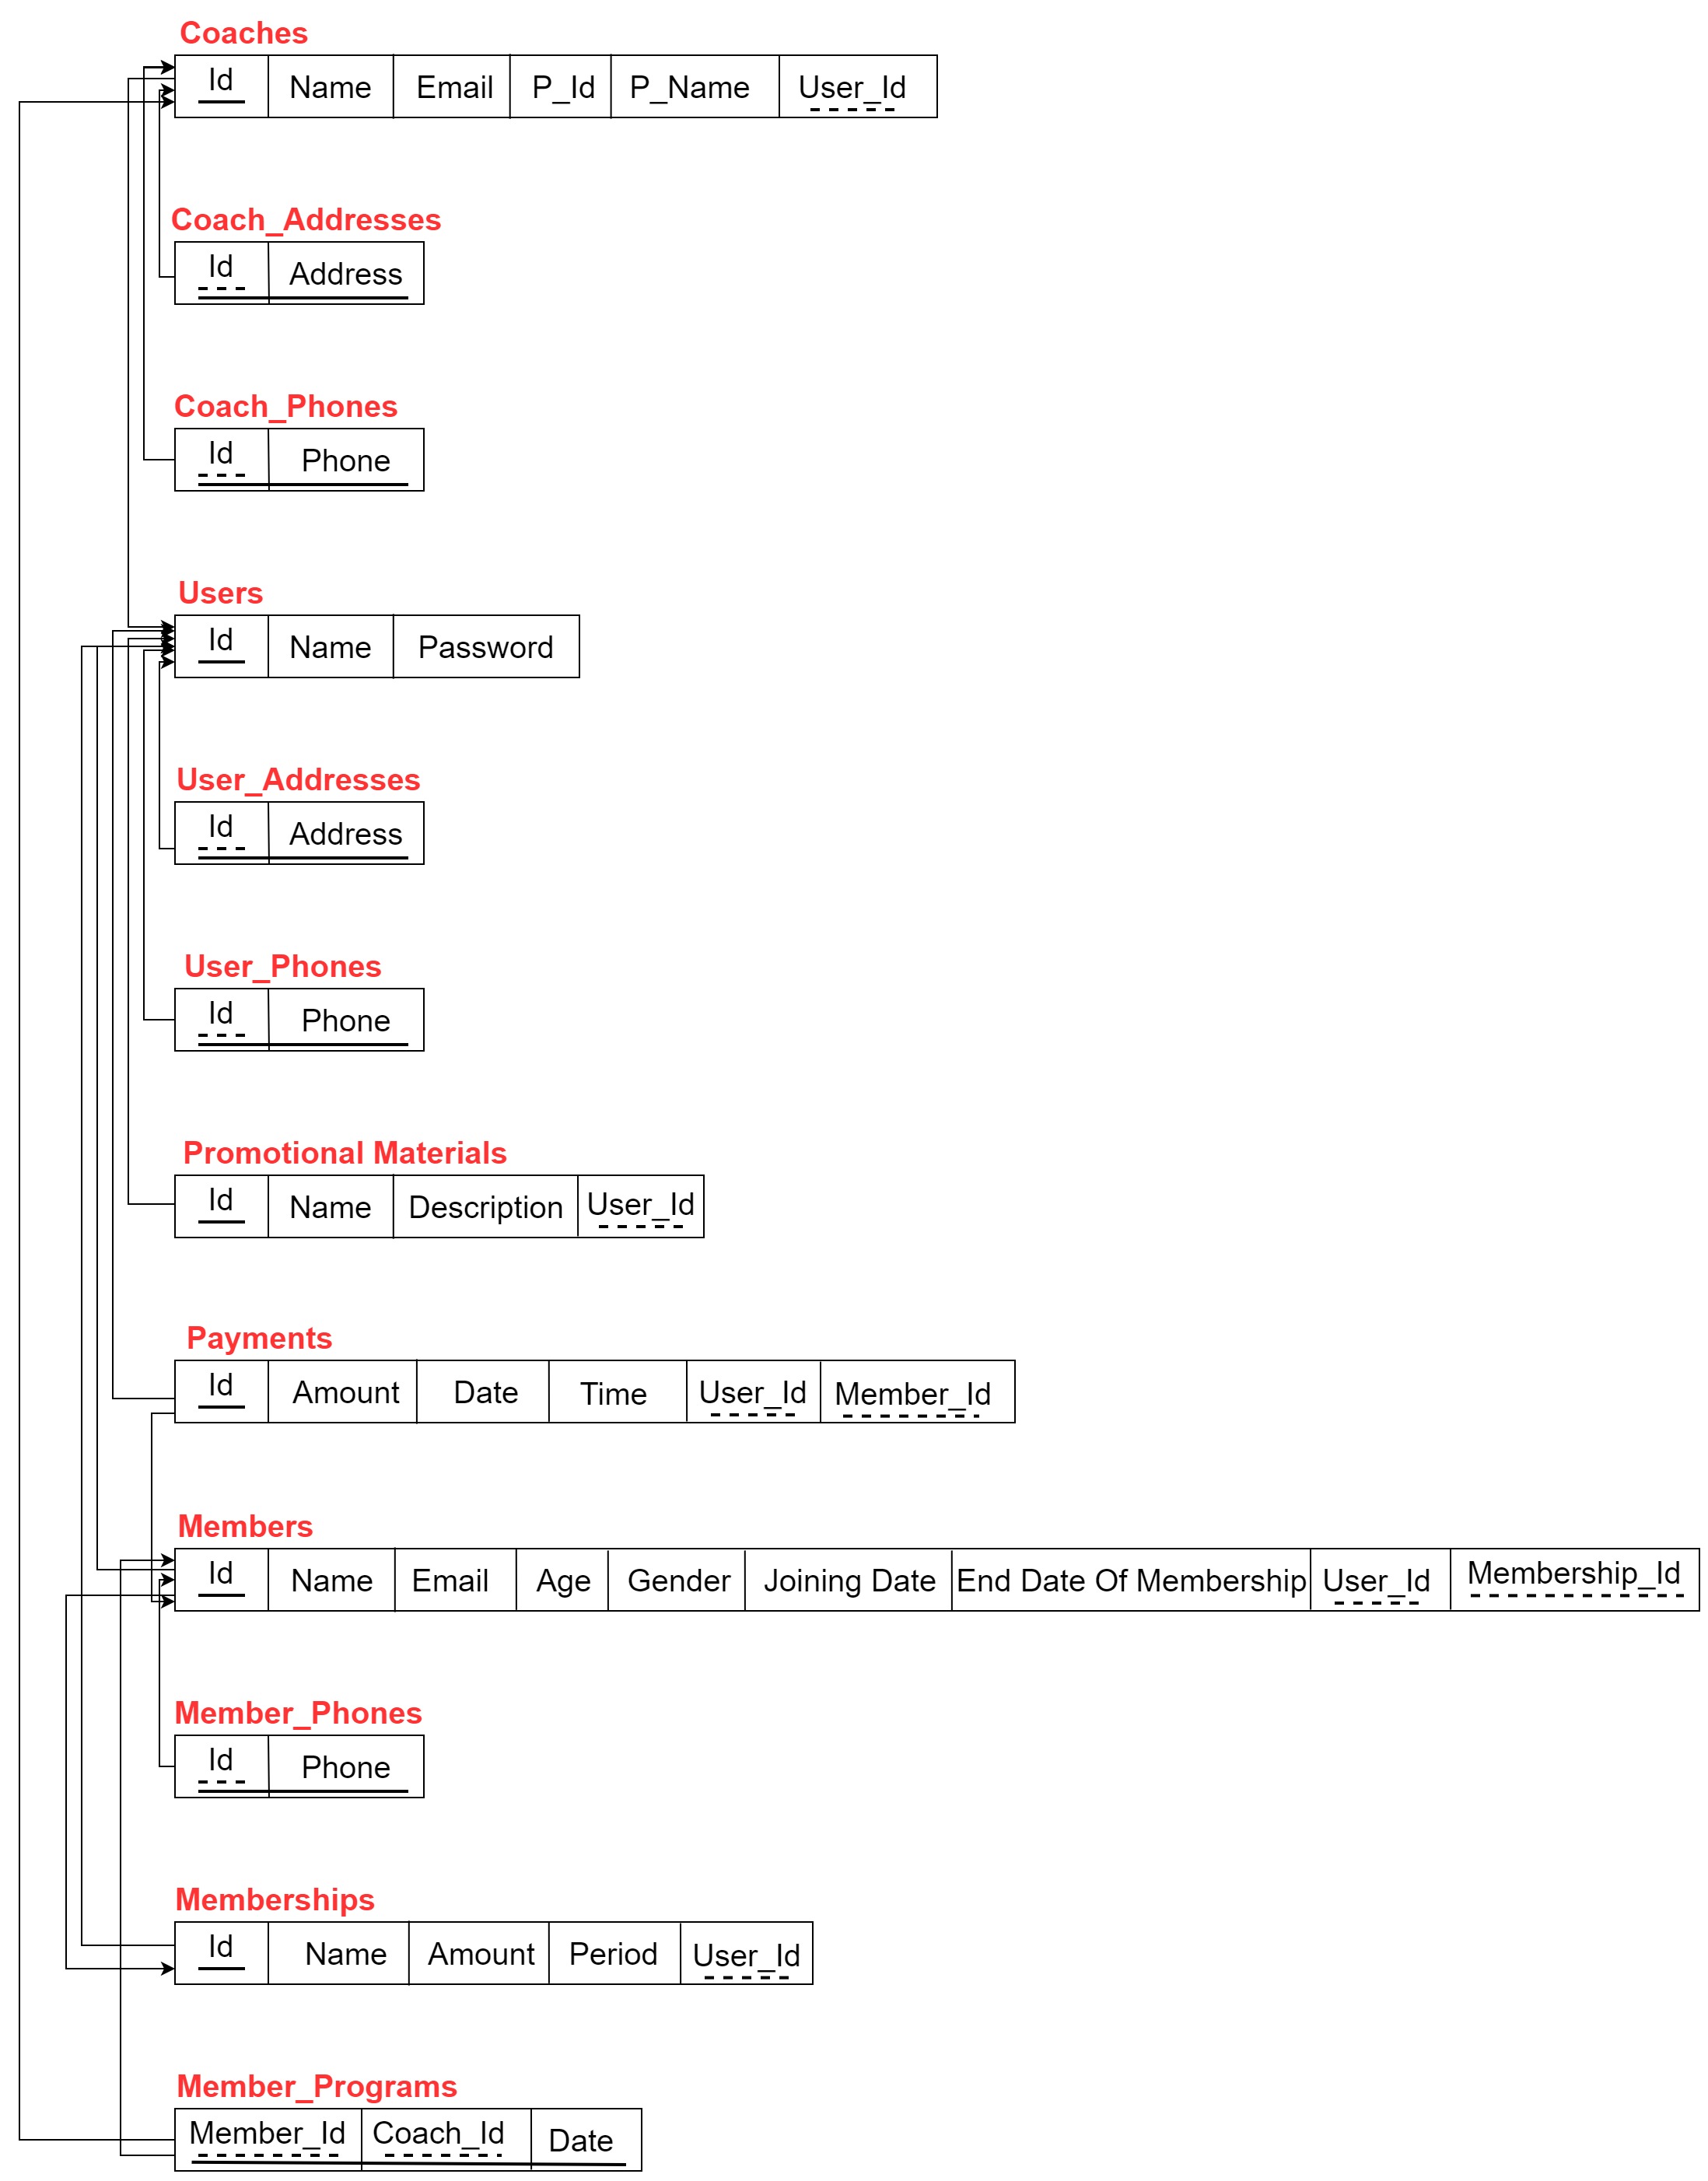 Coaches
Id Name Email P_Id P_Name User_Id
Coach_Addresses
Id Address
Coach_Phones
Id Phone
Users
Id Name Password
User_Addresses
Id Address
User_Phones
Id Phone
Promotional Materials
Id Name Description User_Id
Payments
Id Amount Date Time User_Id Member_Id
Members
Id Name Email Age Gender Joining Date End Date Of Membership User_Id Membership_Id
Member_Phones
Id Phone
Memberships
Id Name Amount Period User_Id
Member_Programs
Member_Id Coach_Id Date